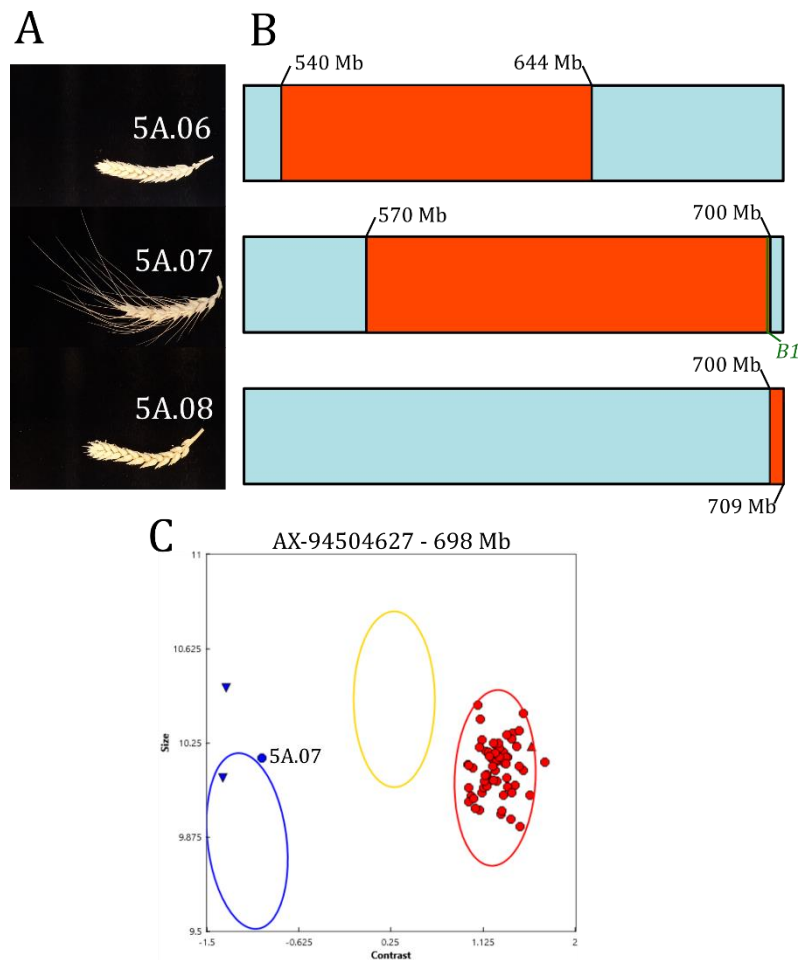 A
B
5A.06
5A.07
5A.08
540 Mb
644 Mb
570 Mb
700 Mb
B1
700 Mb
709 Mb
C
AX-94504627 - 698 Mb
11
10.625
10.25
9.875
9.5
Size
5A.07
-1.5
-0.625
0.25
1.125
2
Contrast